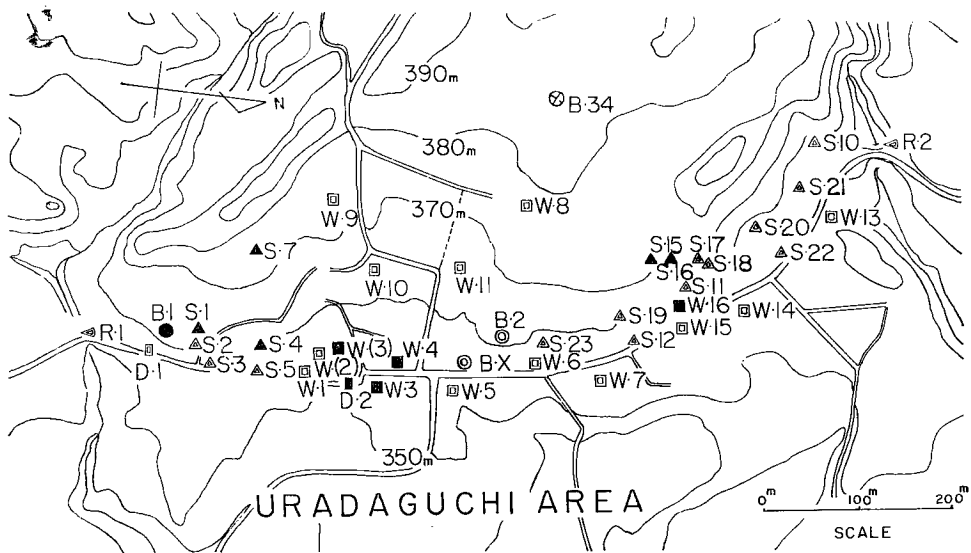 390m
N
B·34
380m
S·10
R·2
S·21
W·9
370m
W·8
W·13
S·20
S·7
S·15
S·17
S·22
S·16
S·18
W·10
W·11
S·11
B·1
S·1
W·16
W·14
R·1
S·2
S·4
W·(3)
W·4
B·2
S·19
W·15
S·12
S·23
D·1
S·3
S·5
W·(2)
B·X
W·6
W·1
D·2
W·3
W·5
W·7
350m
URADAGUCHI AREA
0m 100m 200m
SCALE